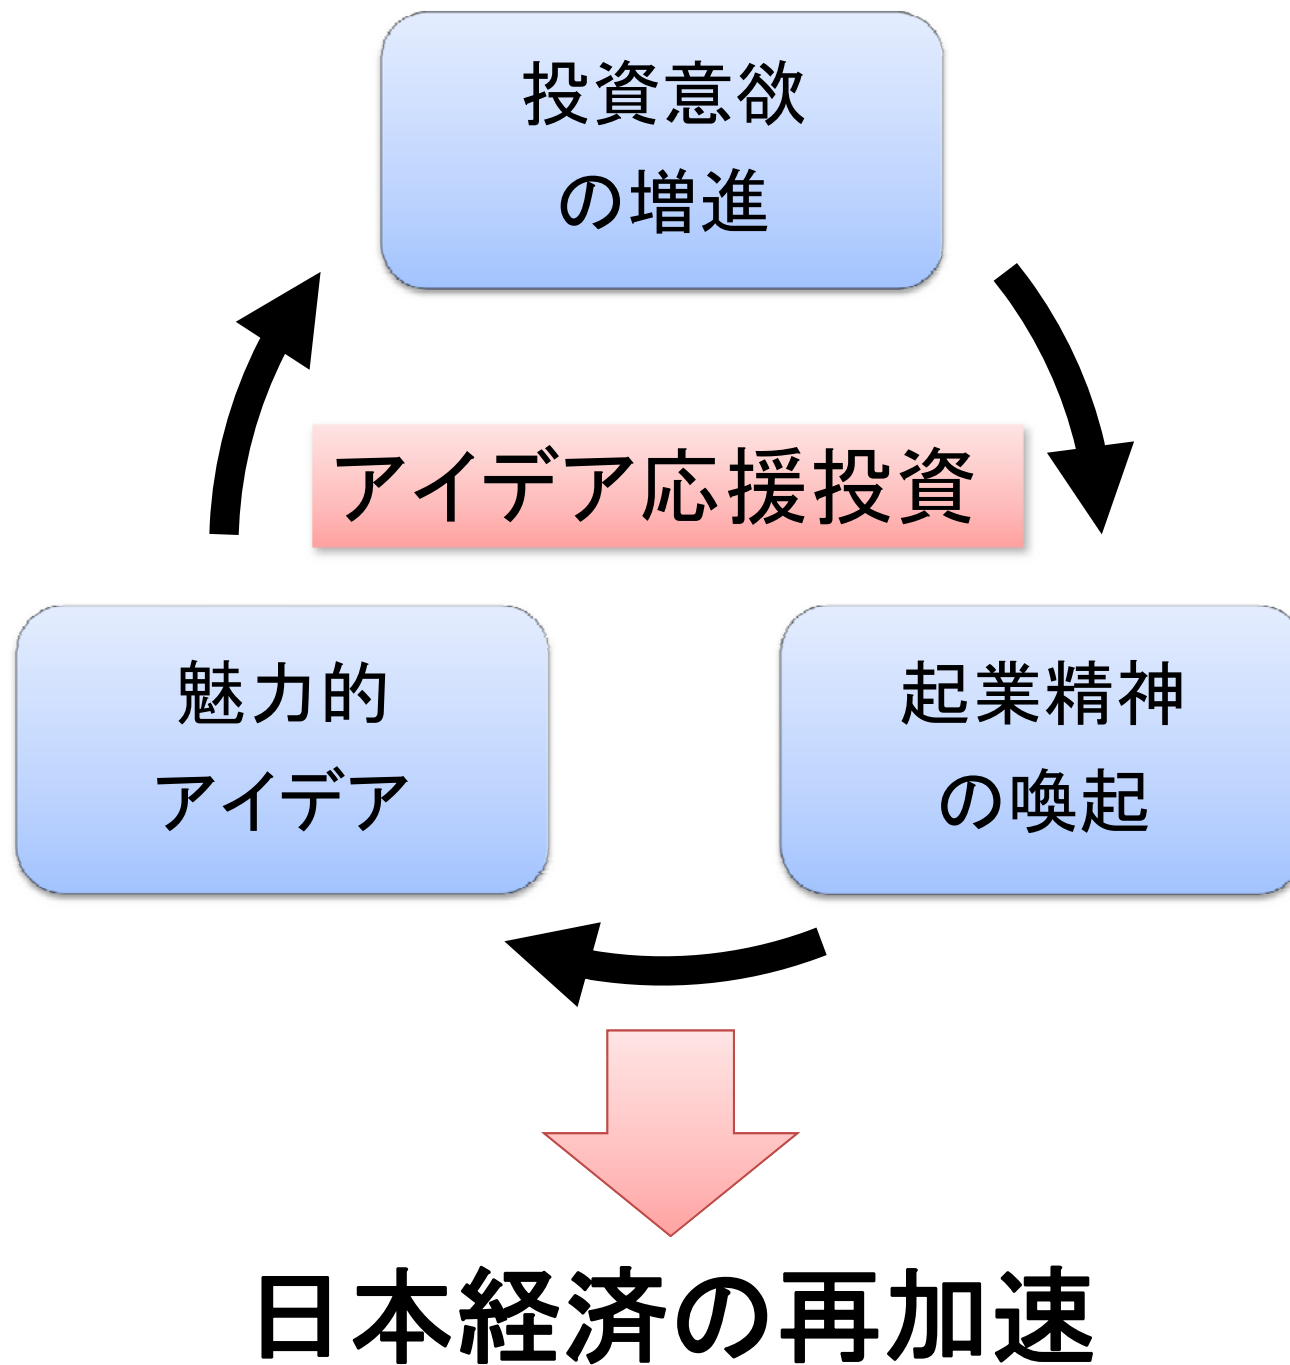 投資意欲
の増進
アイデア応援投資
魅力的
アイデア
起業精神
の喚起
日本経済の再加速